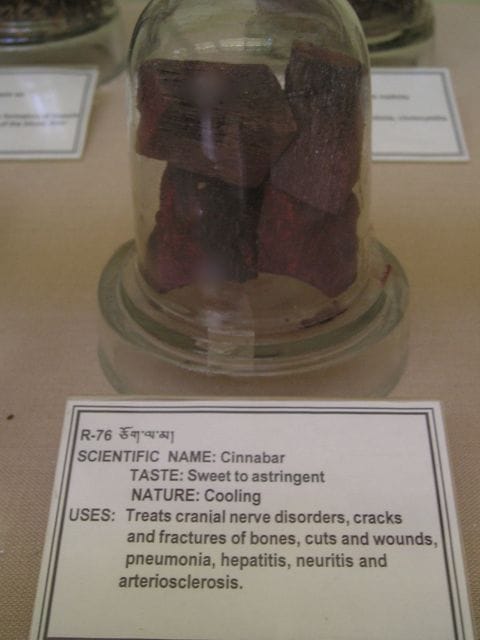 R-76 ཅོག་ལ་མ།
SCIENTIFIC NAME: Cinnabar
TASTE: Sweet to astringent
NATURE: Cooling
USES: Treats cranial nerve disorders, cracks
and fractures of bones, cuts and wounds,
pneumonia, hepatitis, neuritis and
arteriosclerosis.